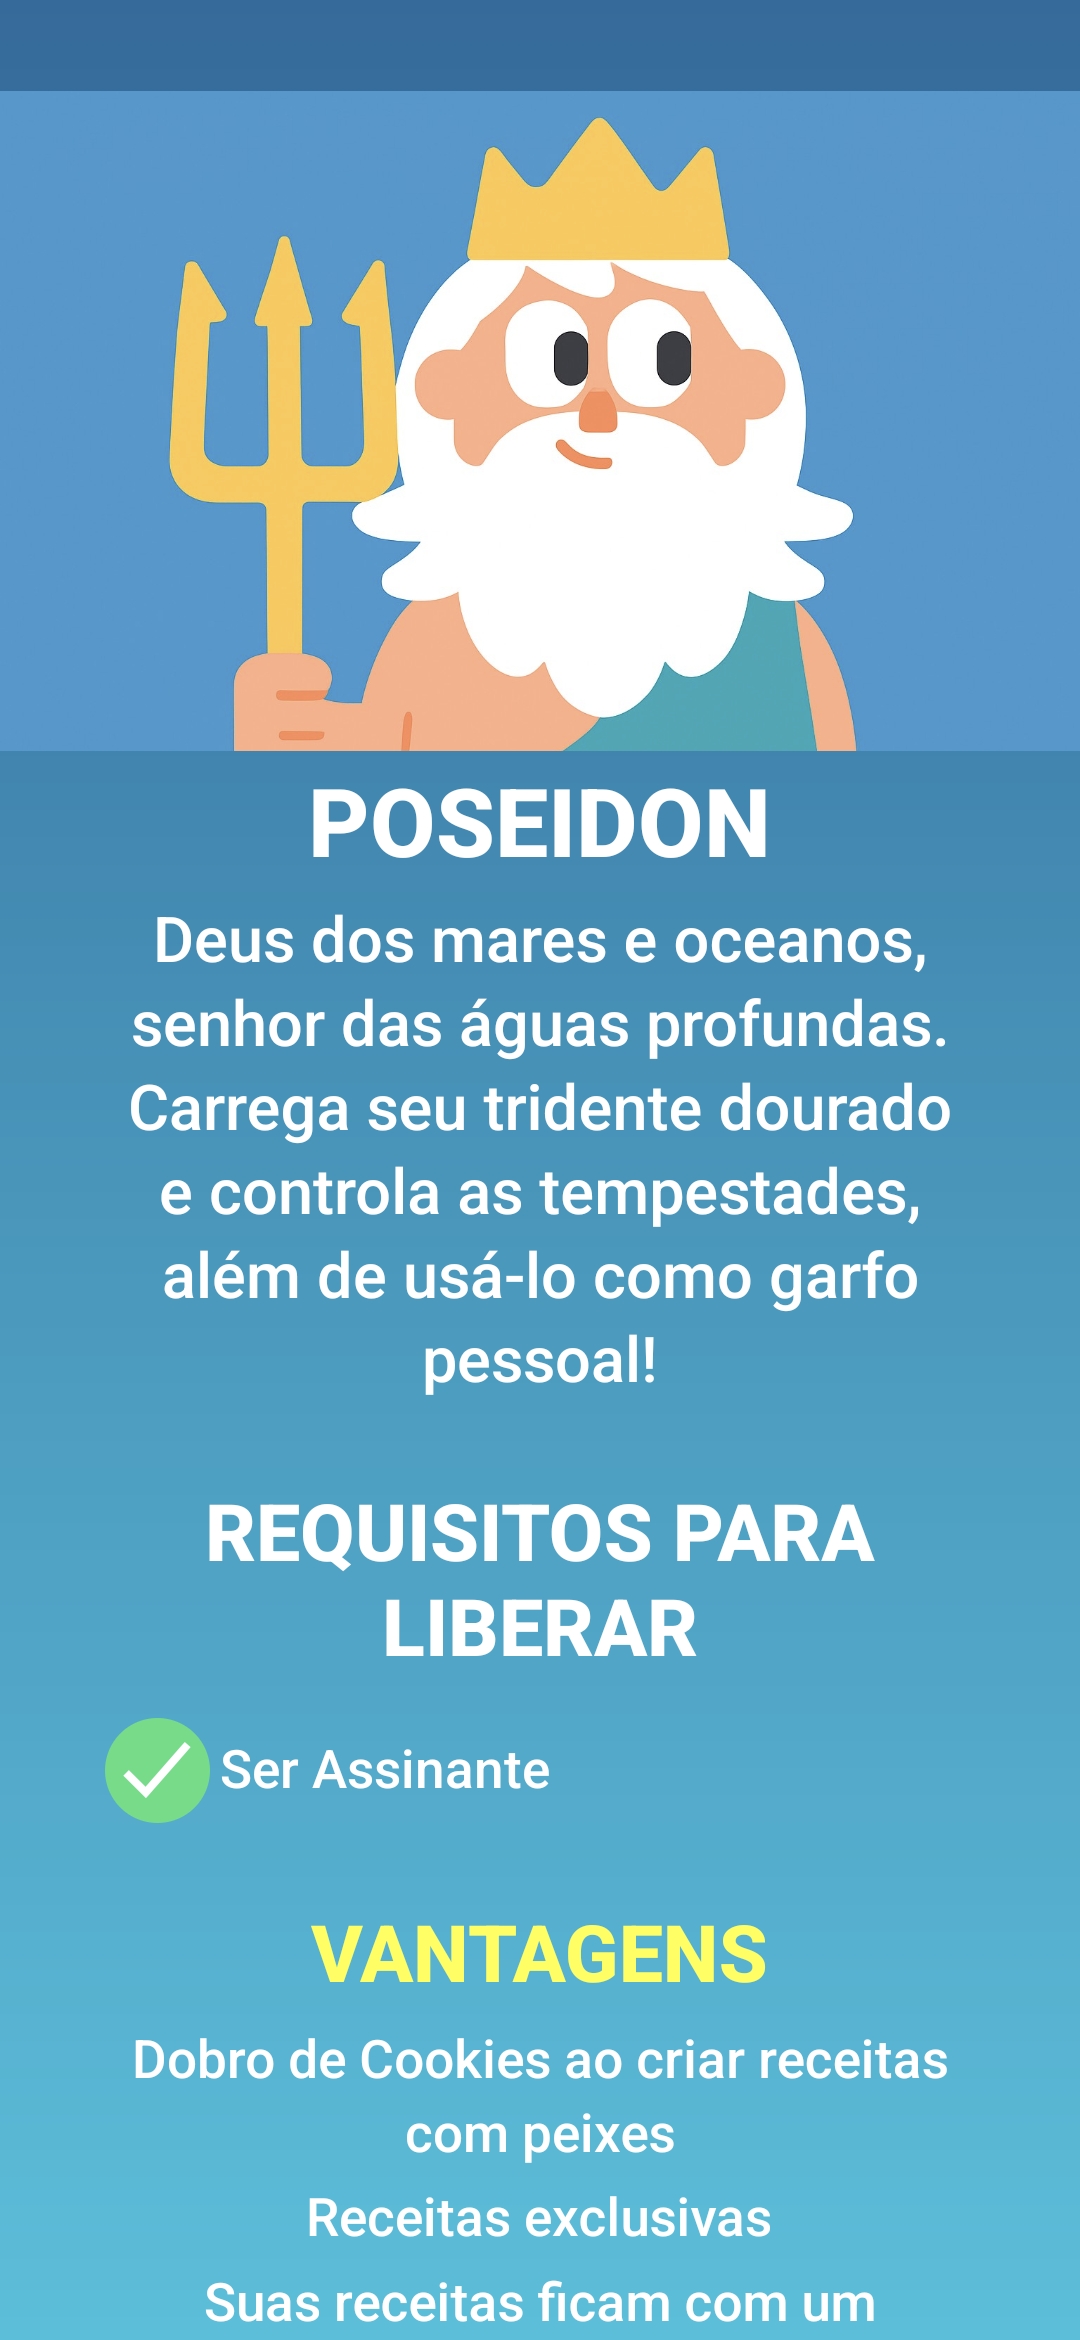 POSEIDON
Deus dos mares e oceanos,
senhor das águas profundas.
Carrega seu tridente dourado
e controla as tempestades,
além de usá-lo como garfo
pessoal!
REQUISITOS PARA
LIBERAR
Ser Assinante
VANTAGENS
Dobro de Cookies ao criar receitas
com peixes
Receitas exclusivas
Suas receitas ficam com um